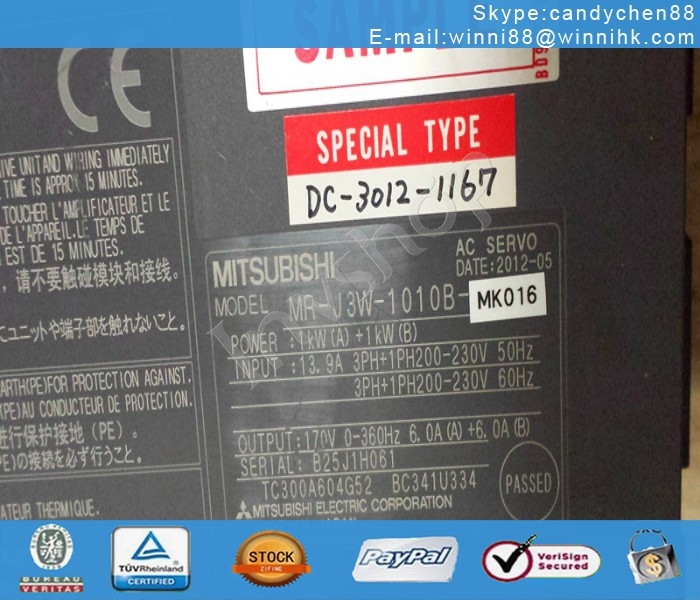 Skype:candychen88
E-mail:winni88@winnihk.com
SAMPL
B09
SPECIAL TYPE
DC-3012-1167
CE
IVE UNIT AND WIRING IMMEDIATELY
TIME IS APPROX 15 MINUTES.
TOUCHER L'AMPLIFICATEUR ET LE
DE L'APPAREIL.LE TEMPS DE
EST DE 15 MINUTES.
,请不要触碰模块和接线。
にユニットや端子部を触れないこと。
EARTH(PE)FOR PROTECTION AGAINST.
(PE)AU CONDUCTEUR DE PROTECTION.
进行保护接地(PE)。
PE)の接続を必ず行うこと。
ATEUR THERMIQUE.
MITSUBISHI
AC SERVO
DATE:2012-05
MODEL MR-J3W-1010B-MK016
POWER :1kW(A)+1kW(B)
INPUT :13.9A 3PH+1PH200-230V 50Hz
3PH+1PH200-230V 60Hz
OUTPUT:170V 0-360Hz 6.0A(A)+6.0A(B)
SERIAL: B25J1H061
TC300A604G52 BC341U334
PASSED
MITSUBISHI ELECTRIC CORPORATION
BUREAU
VERITAS
TÜVRheinland
CERTIFIED
STOCK
ZIFINE
PayPal
VeriSign
Secured